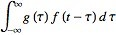 ∫_{-∞}^{∞} g(τ) f(t − τ) dτ